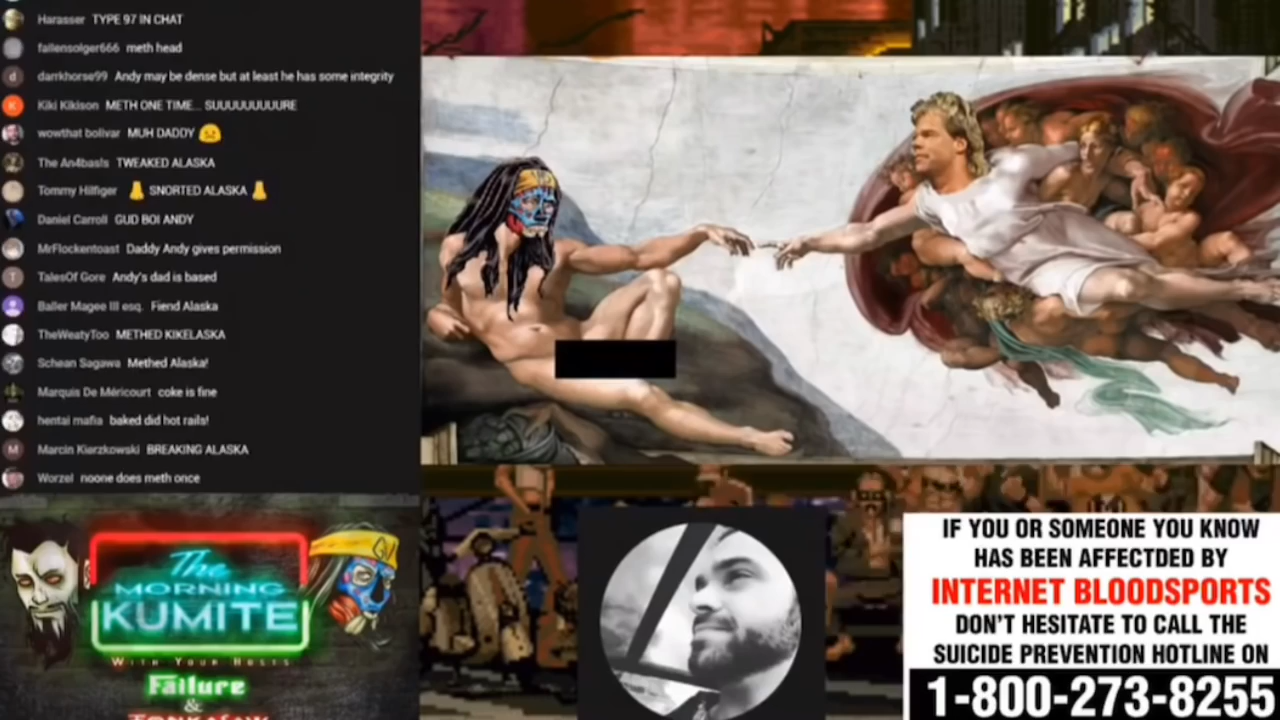 Harasser TYPE 97 IN CHAT
fallensolger666 meth head
darrkhorse99 Andy may be dense but at least he has some integrity
K Kiki Kikison METH ONE TIME... SUUUUUUUUURE
wowthat bolivar MUH DADDY
The An4bas!s TWEAKED ALASKA
Tommy Hilfiger SNORTED ALASKA
Daniel Carroll GUD BOI ANDY
MrFlockentoast Daddy Andy gives permission
T TalesOf Gore Andy's dad is based
Baller Magee III esq. Fiend Alaska
TheWeatyToo METHED KIKELASKA
Schean Sagawa Methed Alaska!
Marquis De Méricourt coke is fine
hentai mafia baked did hot rails!
M Marcin Kierzkowski BREAKING ALASKA
Worzel noone does meth once
The
MORNING
KUMITE
With Your Hosts
Failure
&
IF YOU OR SOMEONE YOU KNOW
HAS BEEN AFFECTDED BY
INTERNET BLOODSPORTS
DON'T HESITATE TO CALL THE
SUICIDE PREVENTION HOTLINE ON
1-800-273-8255